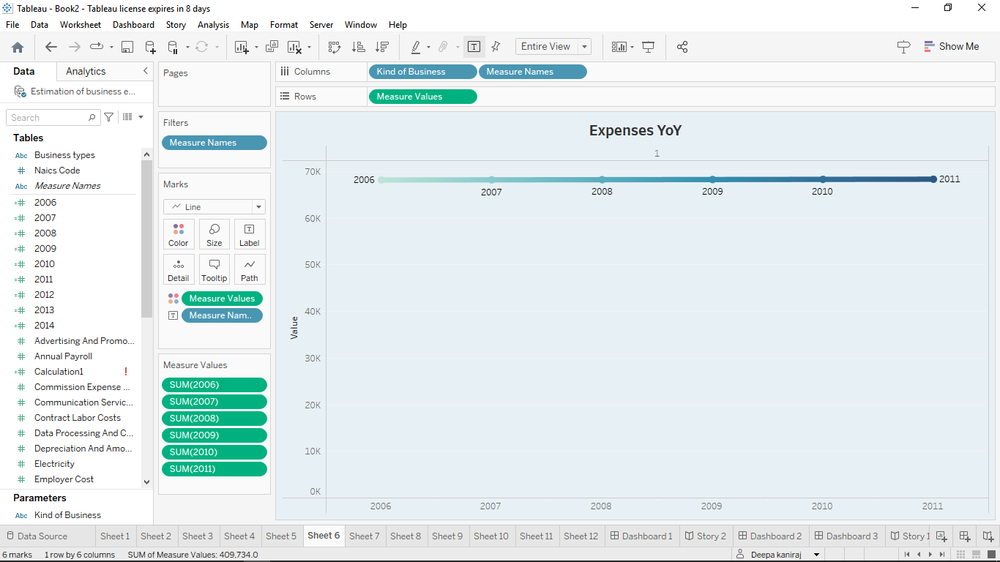 Tableau - Book2 - Tableau license expires in 8 days
File Data Worksheet Dashboard Story Analysis Map Format Server Window Help
Entire View
Show Me
Data Analytics
Estimation of business e...
Search
Tables
Abc Business types
# Naics Code
Abc Measure Names
=# 2006
=# 2007
=# 2008
=# 2009
=# 2010
=# 2011
=# 2012
=# 2013
=# 2014
# Advertising And Promo...
# Annual Payroll
=# Calculation1 !
# Commission Expense ...
# Communication Servic...
# Contract Labor Costs
# Data Processing And C...
# Depreciation And Amo...
# Electricity
# Employer Cost
Parameters
Abc Kind of Business
Pages
Filters
Measure Names
Marks
Line
Color Size Label
Detail Tooltip Path
Measure Values
T Measure Nam..
Measure Values
SUM(2006)
SUM(2007)
SUM(2008)
SUM(2009)
SUM(2010)
SUM(2011)
Columns Kind of Business Measure Names
Rows Measure Values
Expenses YoY
1
70K
60K
50K
40K
30K
20K
10K
0K
Value
2006 2007 2008 2009 2010 2011
2006 2007 2008 2009 2010 2011
Data Source Sheet 1 Sheet 2 Sheet 3 Sheet 4 Sheet 5 Sheet 6 Sheet 7 Sheet 8 Sheet 9 Sheet 10 Sheet 11 Sheet 12 Dashboard 1 Story 2 Dashboard 2 Dashboard 3 Story 1
6 marks 1 row by 6 columns SUM of Measure Values: 409,734.0 Deepa kaniraj